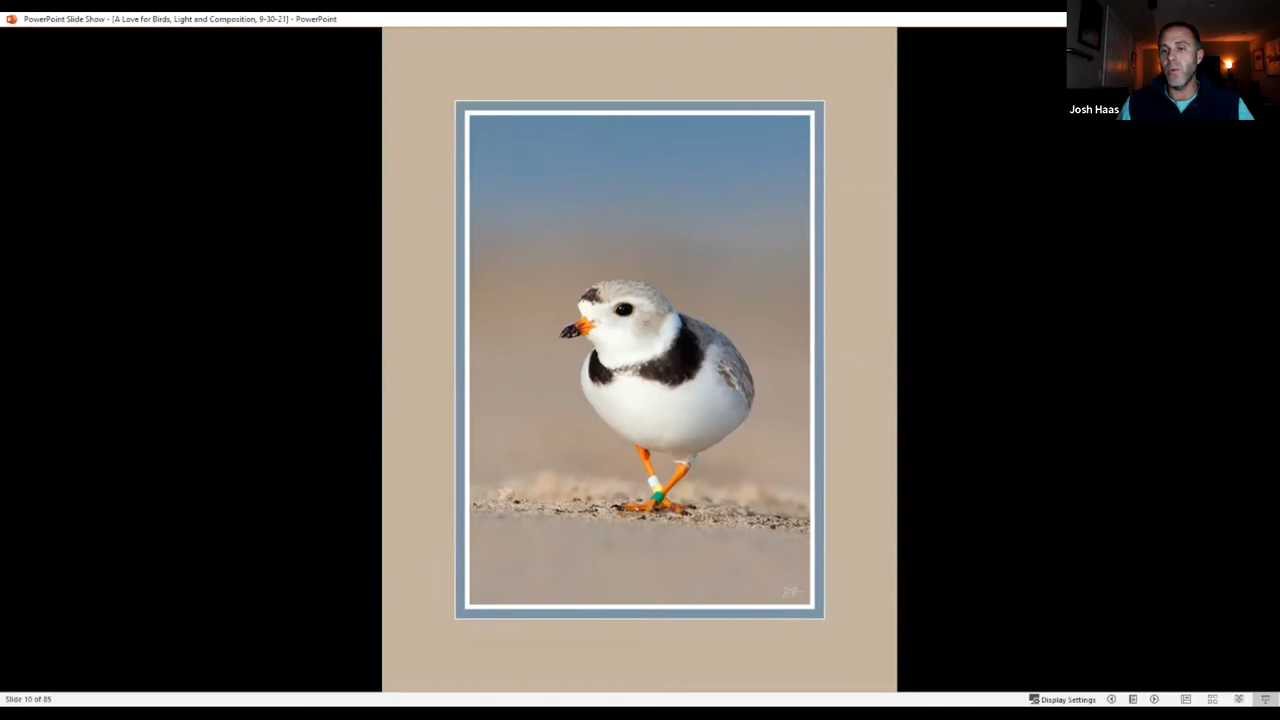 PowerPoint Slide Show - [A Love for Birds, Light and Composition, 9-30-21] - PowerPoint
Josh Haas
Slide 10 of 85
Display Settings